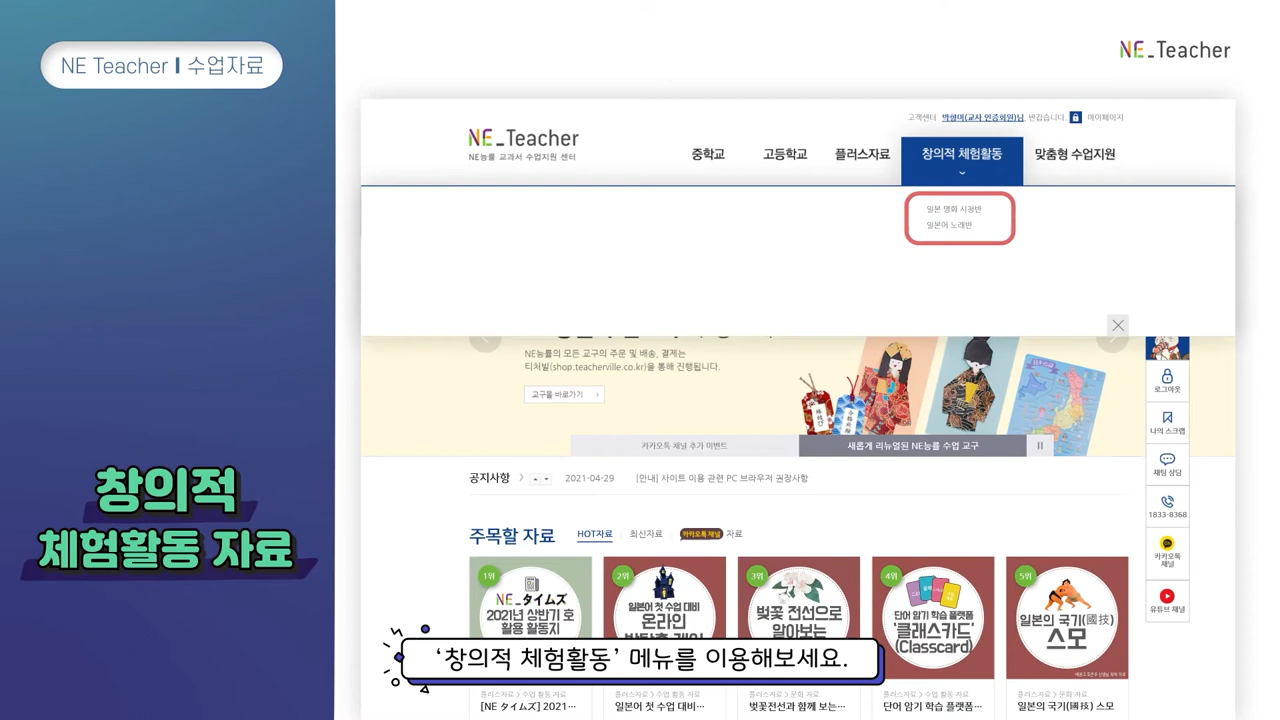 NE Teacher I 수업자료
NE_Teacher
고객센터 박형미(교사 인증회원)님, 반갑습니다. 마이페이지
NE_Teacher
NE능률 교과서 수업지원 센터
중학교 고등학교 플러스자료 창의적 체험활동 맞춤형 수업지원
일본 영화 시청반
일본어 노래반
NE능률의 모든 교구의 주문 및 배송, 결제는
티처빌(shop.teacherville.co.kr)을 통해 진행됩니다.
교구몰 바로가기
카카오톡 채널 추가 이벤트 새롭게 리뉴얼된 NE능률 수업 교구
로그아웃
나의 스크랩
채팅 상담
1833-8368
카카오톡
채널
유튜브 채널
창의적
체험활동 자료
공지사항 2021-04-29 [안내] 사이트 이용 관련 PC 브라우저 권장사항
주목할 자료 HOT자료 최신자료 카카오톡 채널 자료
1위
NE_タイムズ
2021년 상반기 호
활용 활동지
2위
일본어 첫 수업 대비
온라인
3위
벚꽃 전선으로
알아보는
4위
단어 암기 학습 플랫폼
'클래스카드'
(Classcard)
5위
일본의 국기(國技)
스모
‘창의적 체험활동’ 메뉴를 이용해보세요.
플러스자료 > 수업 활동 자료
[NE タイムズ] 2021···
플러스자료 > 수업 활동 자료
일본어 첫 수업 대비···
플러스자료 > 문화 자료
벚꽃전선과 함께 보는···
플러스자료 > 수업 활동 자료
단어 암기 학습 플랫폼···
플러스자료 > 문화 자료
일본의 국기(國技) 스모